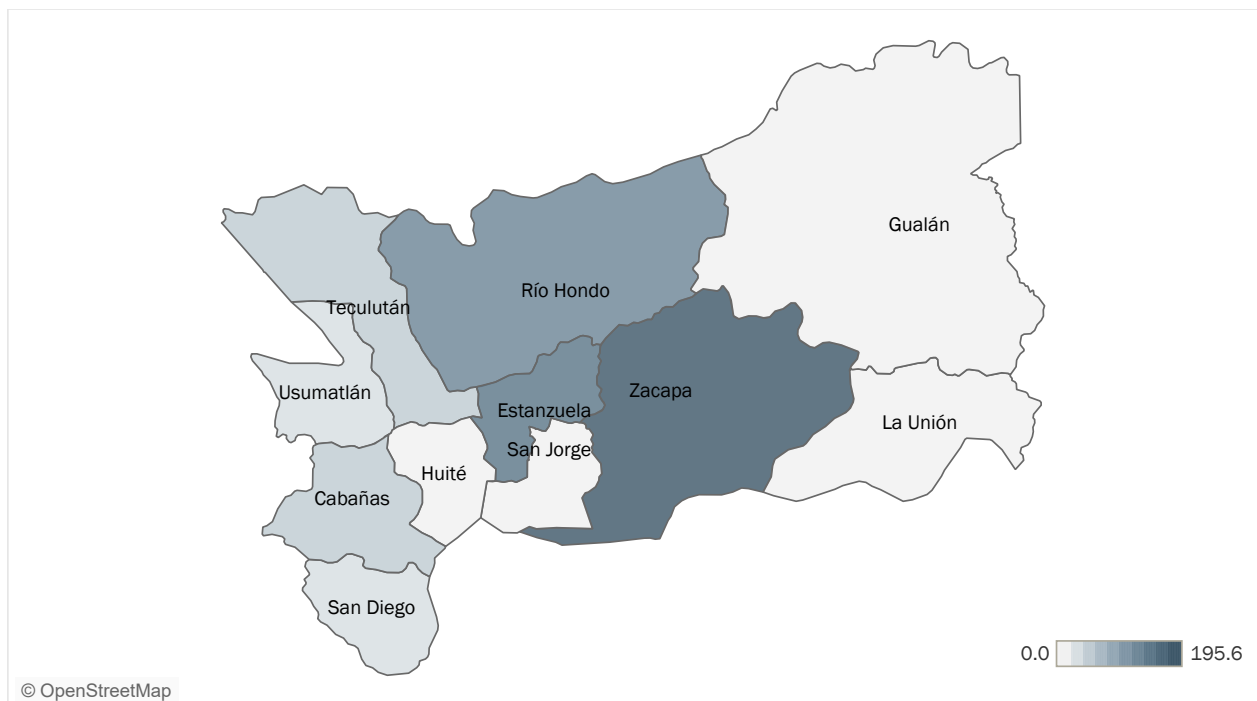 Gualán
Río Hondo
Teculután
Zacapa
Usumatlán
Estanzuela
La Unión
San Jorge
Huité
Cabañas
San Diego
0.0 195.6
© OpenStreetMap